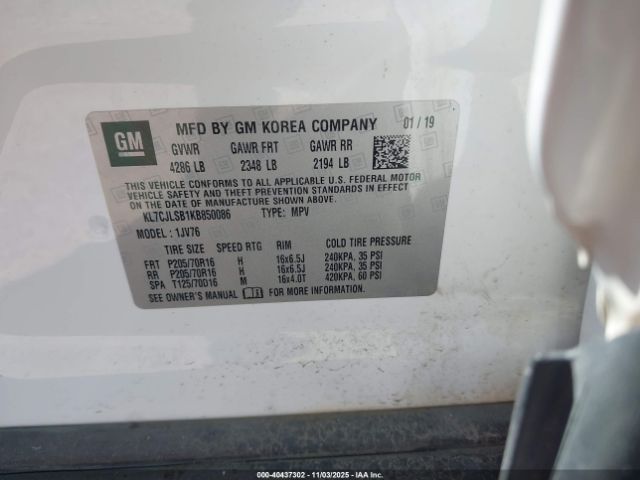 GM
MFD BY GM KOREA COMPANY 01/19
GVWR GAWR FRT GAWR RR
4286 LB 2348 LB 2194 LB
THIS VEHICLE CONFORMS TO ALL APPLICABLE U.S. FEDERAL MOTOR
VEHICLE SAFETY AND THEFT PREVENTION STANDARDS IN EFFECT
ON THE DATE OF MANUFACTURE SHOWN ABOVE.
KL7CJLSB1KB850086 TYPE: MPV
MODEL: 1JV76
TIRE SIZE SPEED RTG RIM COLD TIRE PRESSURE
FRT P205/70R16 H 16x6.5J 240KPA, 35 PSI
RR P205/70R16 H 16x6.5J 240KPA, 35 PSI
SPA T125/70D16 M 16x4.0T 420KPA, 60 PSI
SEE OWNER'S MANUAL FOR MORE INFORMATION.
000-40437302 - 11/03/2025 - IAA Inc.